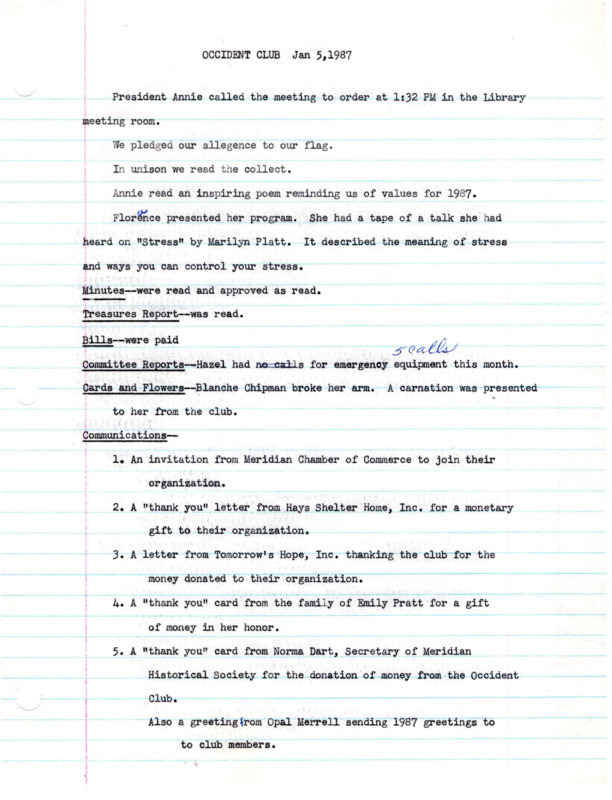 OCCIDENT CLUB Jan 5,1987
President Annie called the meeting to order at 1:32 PM in the Library
meeting room.
We pledged our allegence to our flag.
In unison we read the collect.
Annie read an inspiring poem reminding us of values for 1987.
Florence presented her program. She had a tape of a talk she had
heard on "Stress" by Marilyn Platt. It described the meaning of stress
and ways you can control your stress.
Minutes--were read and approved as read.
Treasures Report--was read.
Bills--were paid
5 calls
Committee Reports--Hazel had no calls for emergency equipment this month.
Cards and Flowers--Blanche Chipman broke her arm. A carnation was presented
to her from the club.
Communications--
1. An invitation from Meridian Chamber of Commerce to join their
organization.
2. A "thank you" letter from Hays Shelter Home, Inc. for a monetary
gift to their organization.
3. A letter from Tomorrow's Hope, Inc. thanking the club for the
money donated to their organization.
4. A "thank you" card from the family of Emily Pratt for a gift
of money in her honor.
5. A "thank you" card from Norma Dart, Secretary of Meridian
Historical Society for the donation of money from the Occident
Club.
Also a greeting from Opal Merrell sending 1987 greetings to
to club members.